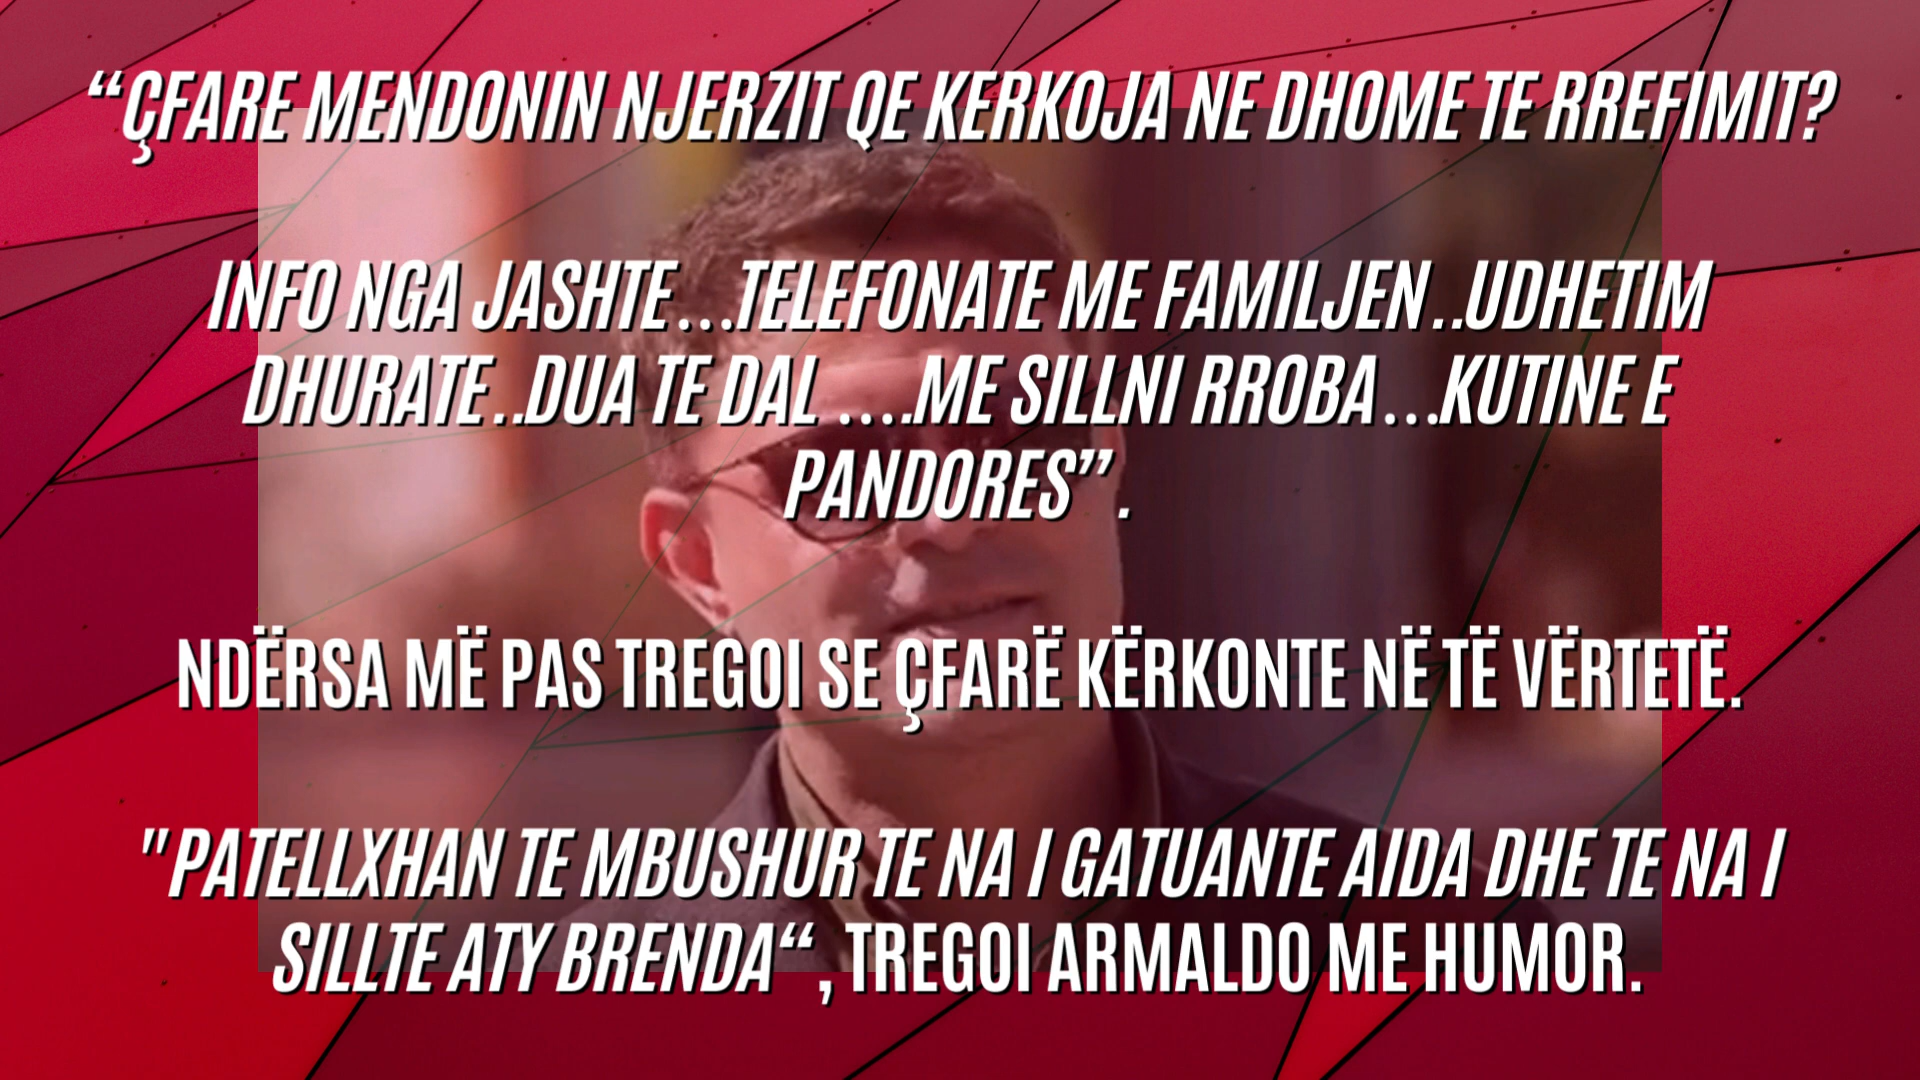 “ÇFARE MENDONIN NJERZIT QE KERKOJA NE DHOME TE RREFIMIT?
INFO NGA JASHTE…TELEFONATE ME FAMILJEN..UDHETIM
DHURATE..DUA TE DAL ….ME SILLNI RROBA…KUTINE E
PANDORES” .
NDËRSA MË PAS TREGOI SE ÇFARË KËRKONTE NË TË VËRTETË.
"PATELLXHAN TE MBUSHUR TE NA I GATUANTE AIDA DHE TE NA I
SILLTE ATY BRENDA“, TREGOI ARMALDO ME HUMOR.